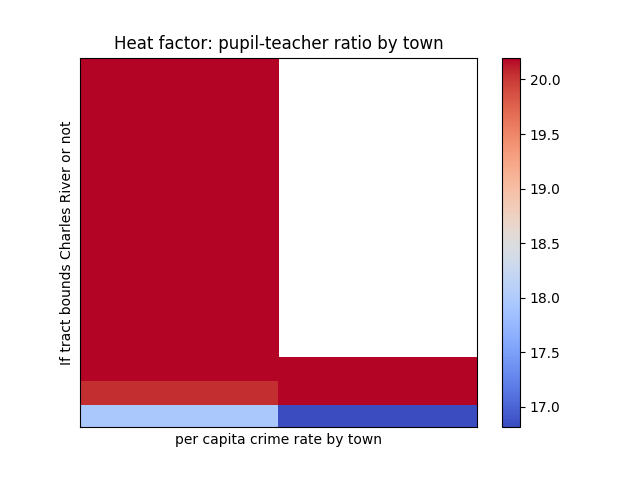 Heat factor: pupil-teacher ratio by town
If tract bounds Charles River or not
per capita crime rate by town
20.0
19.5
19.0
18.5
18.0
17.5
17.0